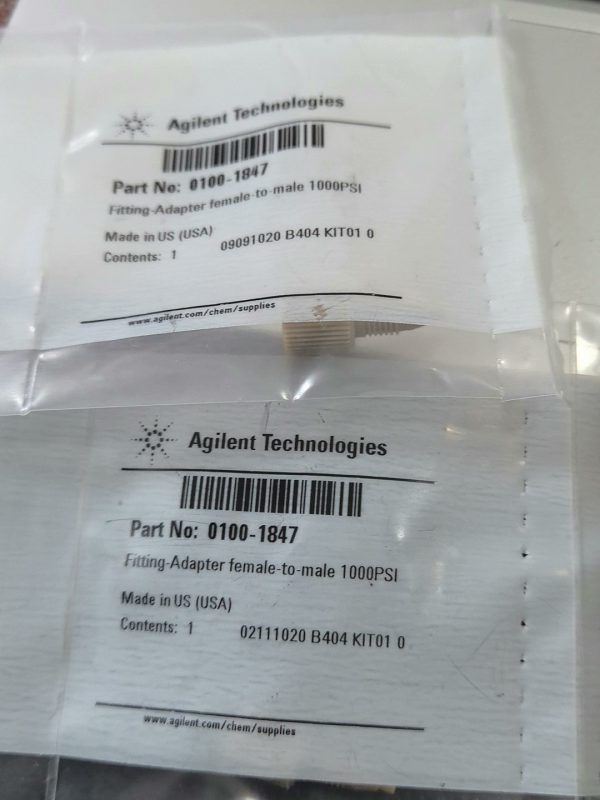 Agilent Technologies
Part No: 0100-1847
Fitting-Adapter female-to-male 1000PSI
Made in US (USA)
Contents: 1 09091020 B404 KIT01 0
www.agilent.com/chem/supplies
Agilent Technologies
Part No: 0100-1847
Fitting-Adapter female-to-male 1000PSI
Made in US (USA)
Contents: 1 02111020 B404 KIT01 0
www.agilent.com/chem/supplies